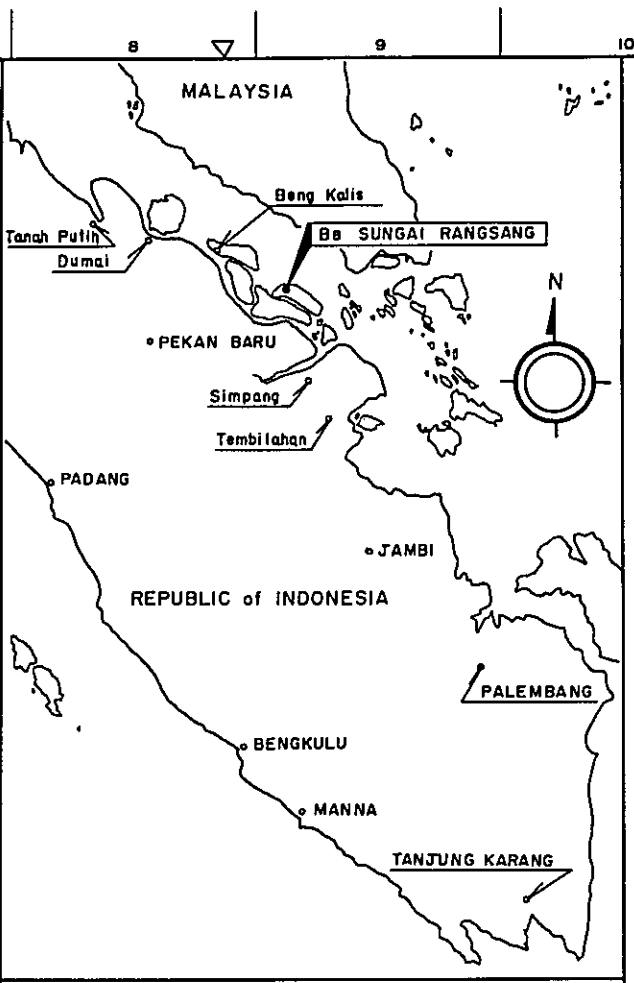 8 9 10
MALAYSIA
Beng Kalis
Be SUNGAI RANGSANG
Tanah Putih
Dumai
N
PEKAN BARU
Simpang
Tembilahan
PADANG
JAMBI
REPUBLIC of INDONESIA
PALEMBANG
BENGKULU
MANNA
TANJUNG KARANG